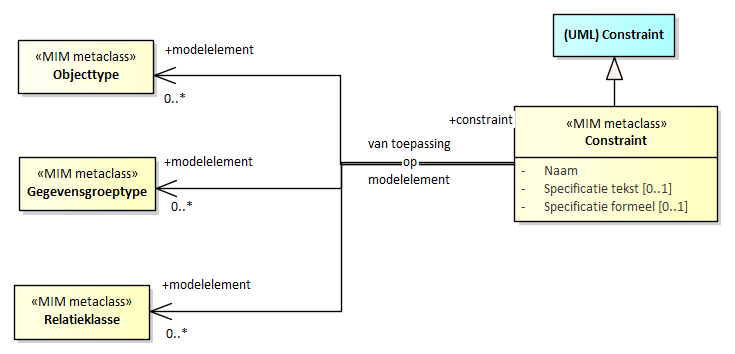 (UML) Constraint
+modelelement
«MIM metaclass»
Objecttype
0..*
+constraint
«MIM metaclass»
Constraint
- Naam
- Specificatie tekst [0..1]
- Specificatie formeel [0..1]
van toepassing
op
modelelement
+modelelement
«MIM metaclass»
Gegevensgroeptype
0..*
+modelelement
«MIM metaclass»
Relatieklasse
0..*